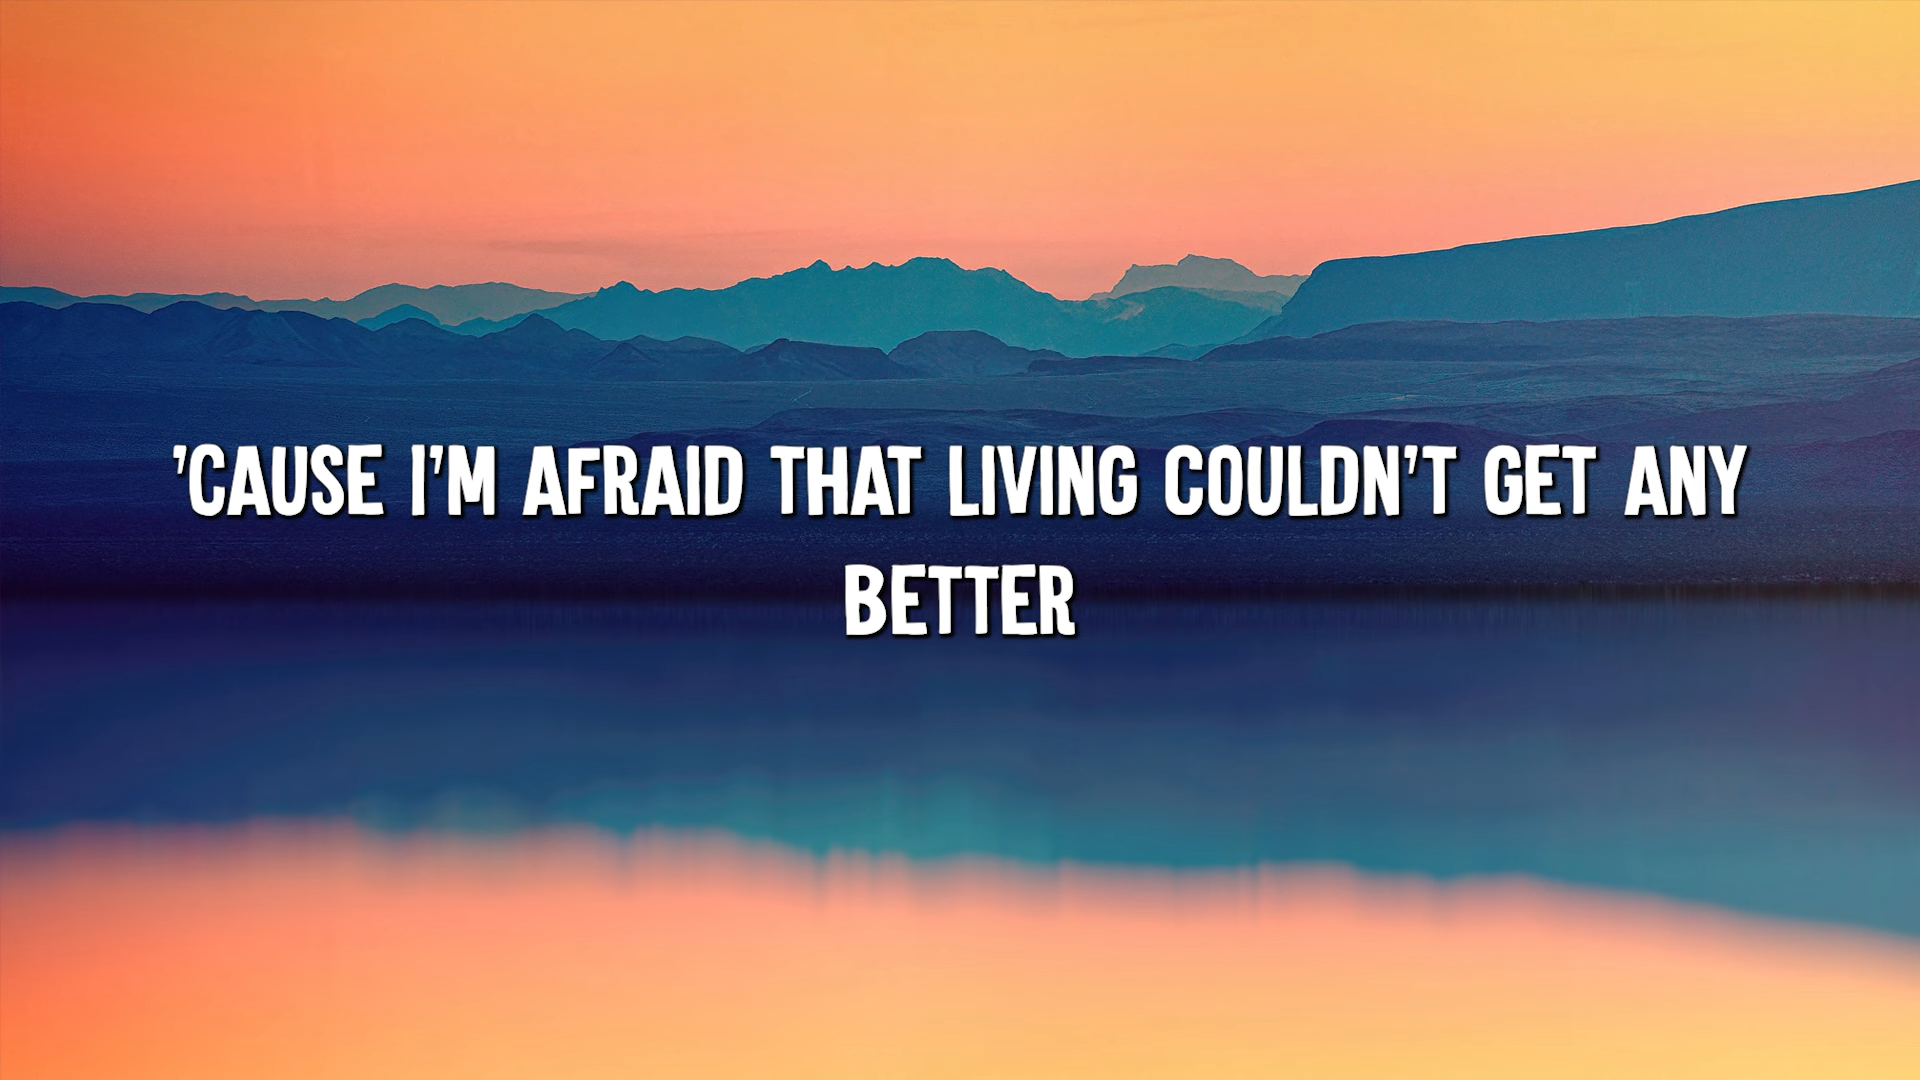 ’CAUSE I’M AFRAID THAT LIVING COULDN’T GET ANY
BETTER